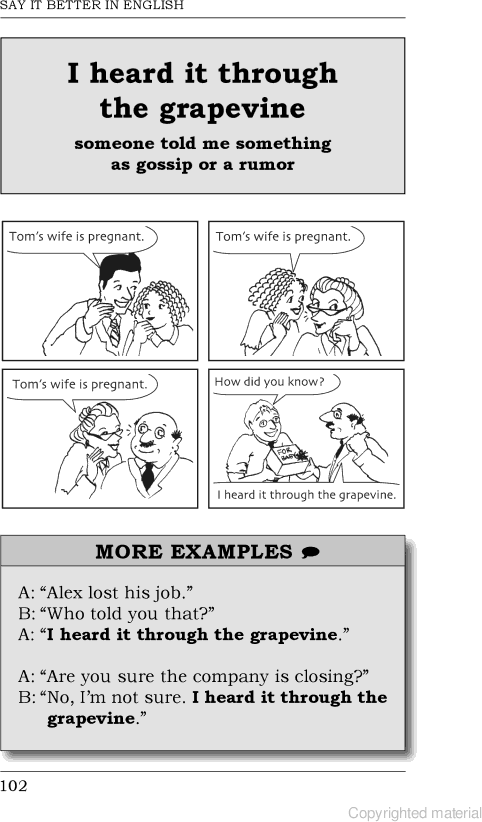 SAY IT BETTER IN ENGLISH
I heard it through
the grapevine
someone told me something
as gossip or a rumor
Tom's wife is pregnant.
Tom's wife is pregnant.
Tom's wife is pregnant.
How did you know?
FOR
BABY
I heard it through the grapevine.
MORE EXAMPLES
A: “Alex lost his job.”
B: “Who told you that?”
A: “I heard it through the grapevine.”
A: “Are you sure the company is closing?”
B: “No, I'm not sure. I heard it through the
grapevine.”
102
Copyrighted material